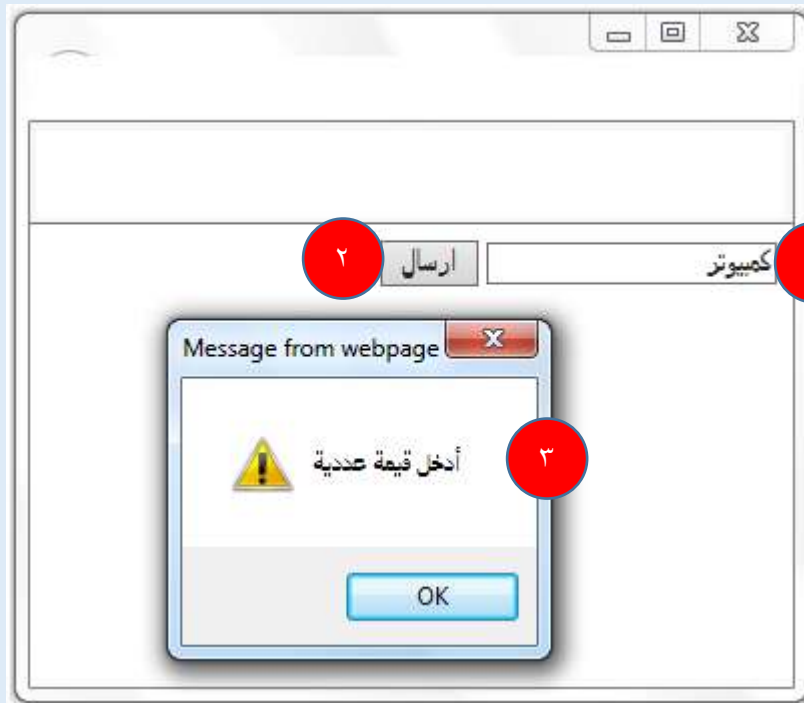 كمبيوتر
ارسال
٢
Message from webpage
أدخل قيمة عددية
٣
OK